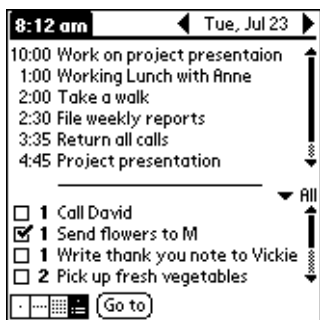 8:12 am Tue, Jul 23
10:00 Work on project presentaion
1:00 Working Lunch with Anne
2:00 Take a walk
2:30 File weekly reports
3:35 Return all calls
4:45 Project presentation
All
1 Call David
1 Send flowers to M
1 Write thank you note to Vickie
2 Pick up fresh vegetables
Go to